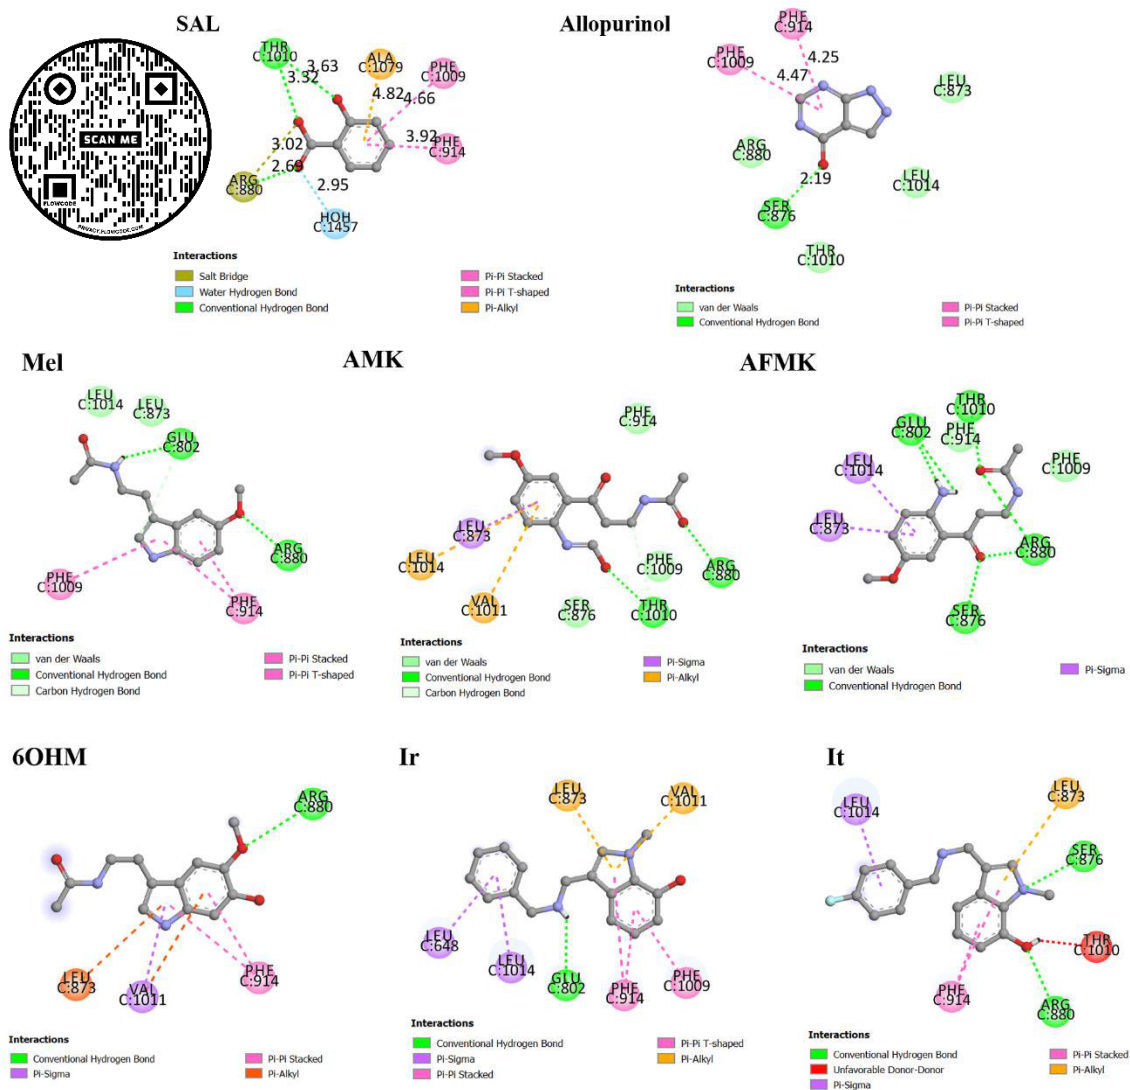 SAL
SCAN ME
FLOWCODE
PRIVACY.FLOWCODE.COM
THR
C:1010
3.63
3.32
ALA
C:1079
4.82
PHE
C:1009
4.66
3.92
PHE
C:914
3.02
2.69
ARG
C:880
2.95
HOH
C:1457
Interactions
Salt Bridge
Water Hydrogen Bond
Conventional Hydrogen Bond
Pi-Pi Stacked
Pi-Pi T-shaped
Pi-Alkyl
Allopurinol
PHE
C:914
PHE
C:1009
4.25
4.47
LEU
C:873
ARG
C:880
LEU
C:1014
2.19
SER
C:876
THR
C:1010
Interactions
van der Waals
Conventional Hydrogen Bond
Pi-Pi Stacked
Pi-Pi T-shaped
Mel
LEU
C:1014
LEU
C:873
GLU
C:802
ARG
C:880
PHE
C:1009
PHE
C:914
Interactions
van der Waals
Conventional Hydrogen Bond
Carbon Hydrogen Bond
Pi-Pi Stacked
Pi-Pi T-shaped
AMK
PHE
C:914
LEU
C:873
LEU
C:1014
VAL
C:1011
PHE
C:1009
ARG
C:880
SER
C:876
THR
C:1010
Interactions
van der Waals
Conventional Hydrogen Bond
Carbon Hydrogen Bond
Pi-Sigma
Pi-Alkyl
AFMK
THR
C:1010
GLU
C:802
PHE
C:914
LEU
C:1014
PHE
C:1009
LEU
C:873
ARG
C:880
SER
C:876
Interactions
van der Waals
Conventional Hydrogen Bond
Pi-Sigma
6OHM
ARG
C:880
LEU
C:873
VAL
C:1011
PHE
C:914
Interactions
Conventional Hydrogen Bond
Pi-Sigma
Pi-Pi Stacked
Pi-Alkyl
Ir
LEU
C:873
VAL
C:1011
LEU
C:648
LEU
C:1014
GLU
C:802
PHE
C:914
PHE
C:1009
Interactions
Conventional Hydrogen Bond
Pi-Sigma
Pi-Pi Stacked
Pi-Pi T-shaped
Pi-Alkyl
It
LEU
C:1014
LEU
C:873
SER
C:876
THR
C:1010
PHE
C:914
ARG
C:880
Interactions
Conventional Hydrogen Bond
Unfavorable Donor-Donor
Pi-Sigma
Pi-Pi Stacked
Pi-Alkyl